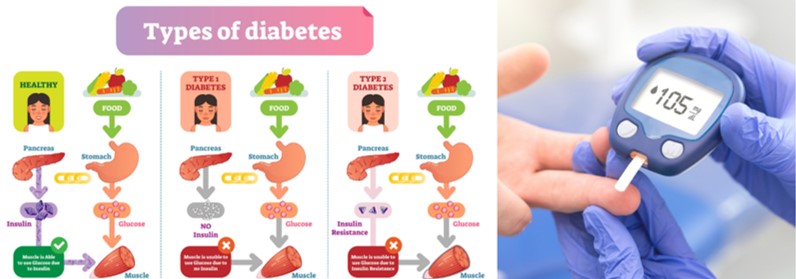 Types of diabetes
HEALTHY
FOOD
Pancreas
Stomach
Insulin
Glucose
Muscle is able
to use Glucose due
to Insulin
Muscle
TYPE 1
DIABETES
FOOD
Pancreas
Stomach
NO
Insulin
Glucose
Muscle is unable to
use Glucose due to
no Insulin
Muscle
TYPE 2
DIABETES
FOOD
Pancreas
Stomach
Insulin
Resistance
Glucose
Muscle is unable to
use Glucose due to
Insulin Resistance
Muscle
105